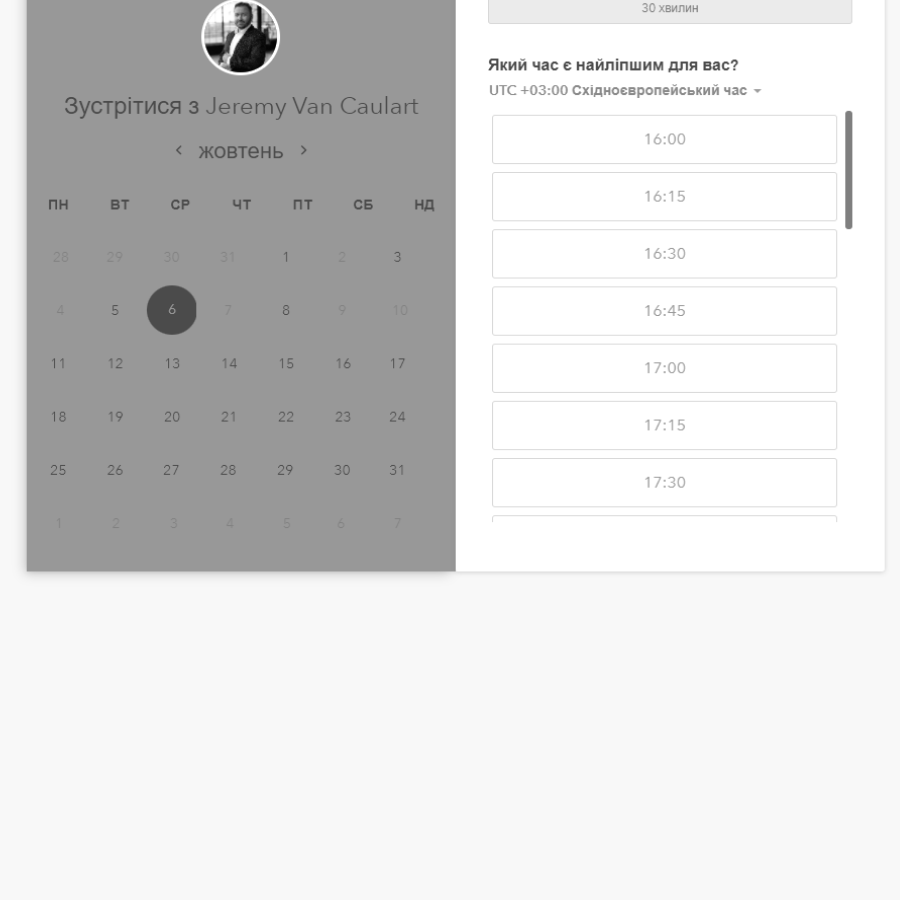 Зустрітися з Jeremy Van Caulart
жовтень
ПН ВТ СР ЧТ ПТ СБ НД
28 29 30 31 1 2 3
4 5 6 7 8 9 10
11 12 13 14 15 16 17
18 19 20 21 22 23 24
25 26 27 28 29 30 31
1 2 3 4 5 6 7
30 хвилин
Який час є найліпшим для вас?
UTC +03:00 Східноєвропейський час
16:00
16:15
16:30
16:45
17:00
17:15
17:30